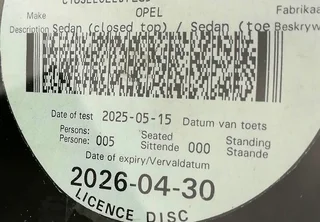 Make OPEL Fabrikaa
Description Sedan (closed top) / Sedan (toe Beskryw
Date of test 2025-05-15 Datum van toets
Persons: Seated Standing
Persone: 005 Sittende 000 Staande
Date of expiry/Vervaldatum
2026-04-30
LICENCE DISC